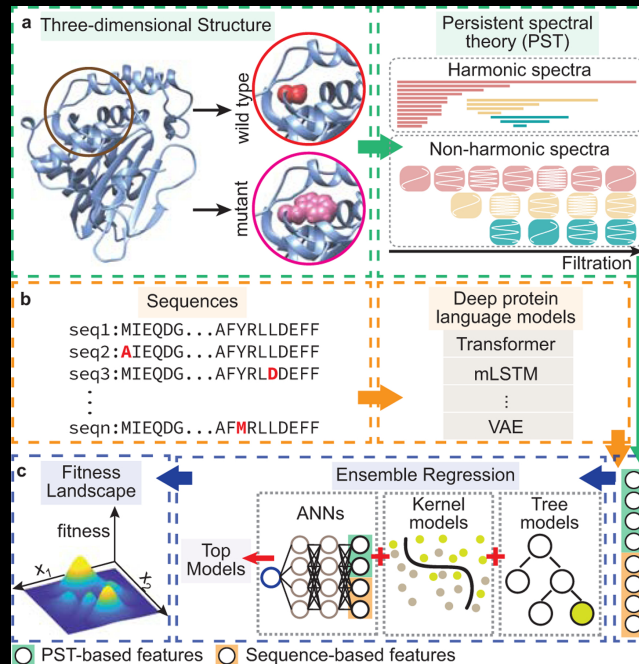 a Three-dimensional Structure
wild type
mutant
Persistent spectral
theory (PST)
Harmonic spectra
Non-harmonic spectra
Filtration
b
Sequences
seq1:MIEQDG...AFYRLLDEFF
seq2:AIEQDG...AFYRLLDEFF
seq3:MIEQDG...AFYRLDDEFF
⋮
seqn:MIEQDG...AFMRLLDEFF
Deep protein
language models
Transformer
mLSTM
⋮
VAE
c
Fitness
Landscape
fitness
x1
x2
Ensemble Regression
Top
Models
ANNs
Kernel
models
Tree
models
PST-based features
Sequence-based features